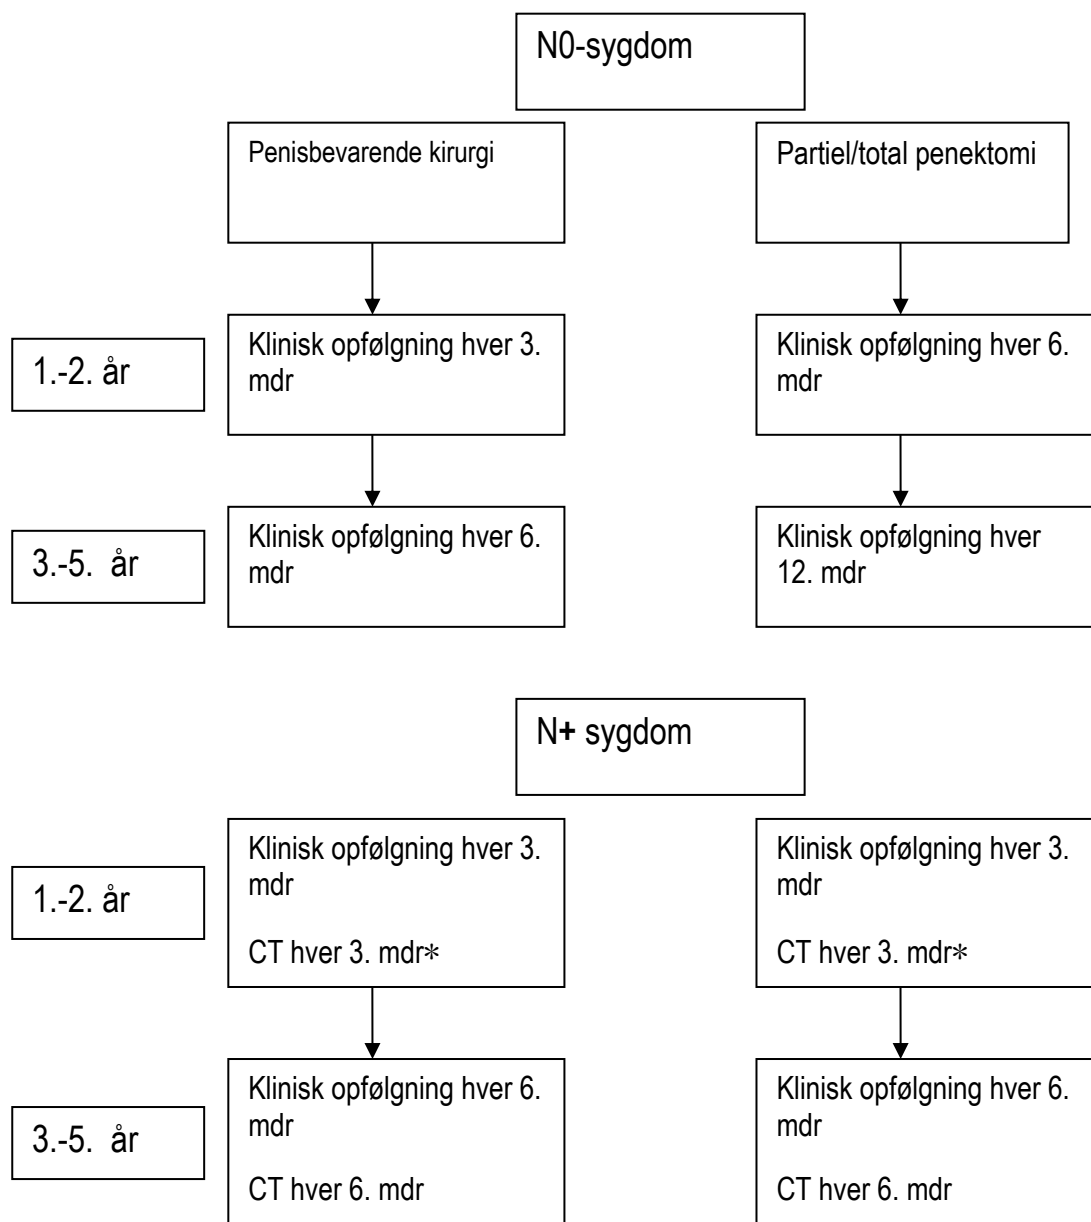 N0-sygdom
Penisbevarende kirurgi
Partiel/total penektomi
1.-2. år
Klinisk opfølgning hver 3.
mdr
Klinisk opfølgning hver 6.
mdr
3.-5. år
Klinisk opfølgning hver 6.
mdr
Klinisk opfølgning hver
12. mdr
N+ sygdom
1.-2. år
Klinisk opfølgning hver 3.
mdr
CT hver 3. mdr*
Klinisk opfølgning hver 3.
mdr
CT hver 3. mdr*
3.-5. år
Klinisk opfølgning hver 6.
mdr
CT hver 6. mdr
Klinisk opfølgning hver 6.
mdr
CT hver 6. mdr